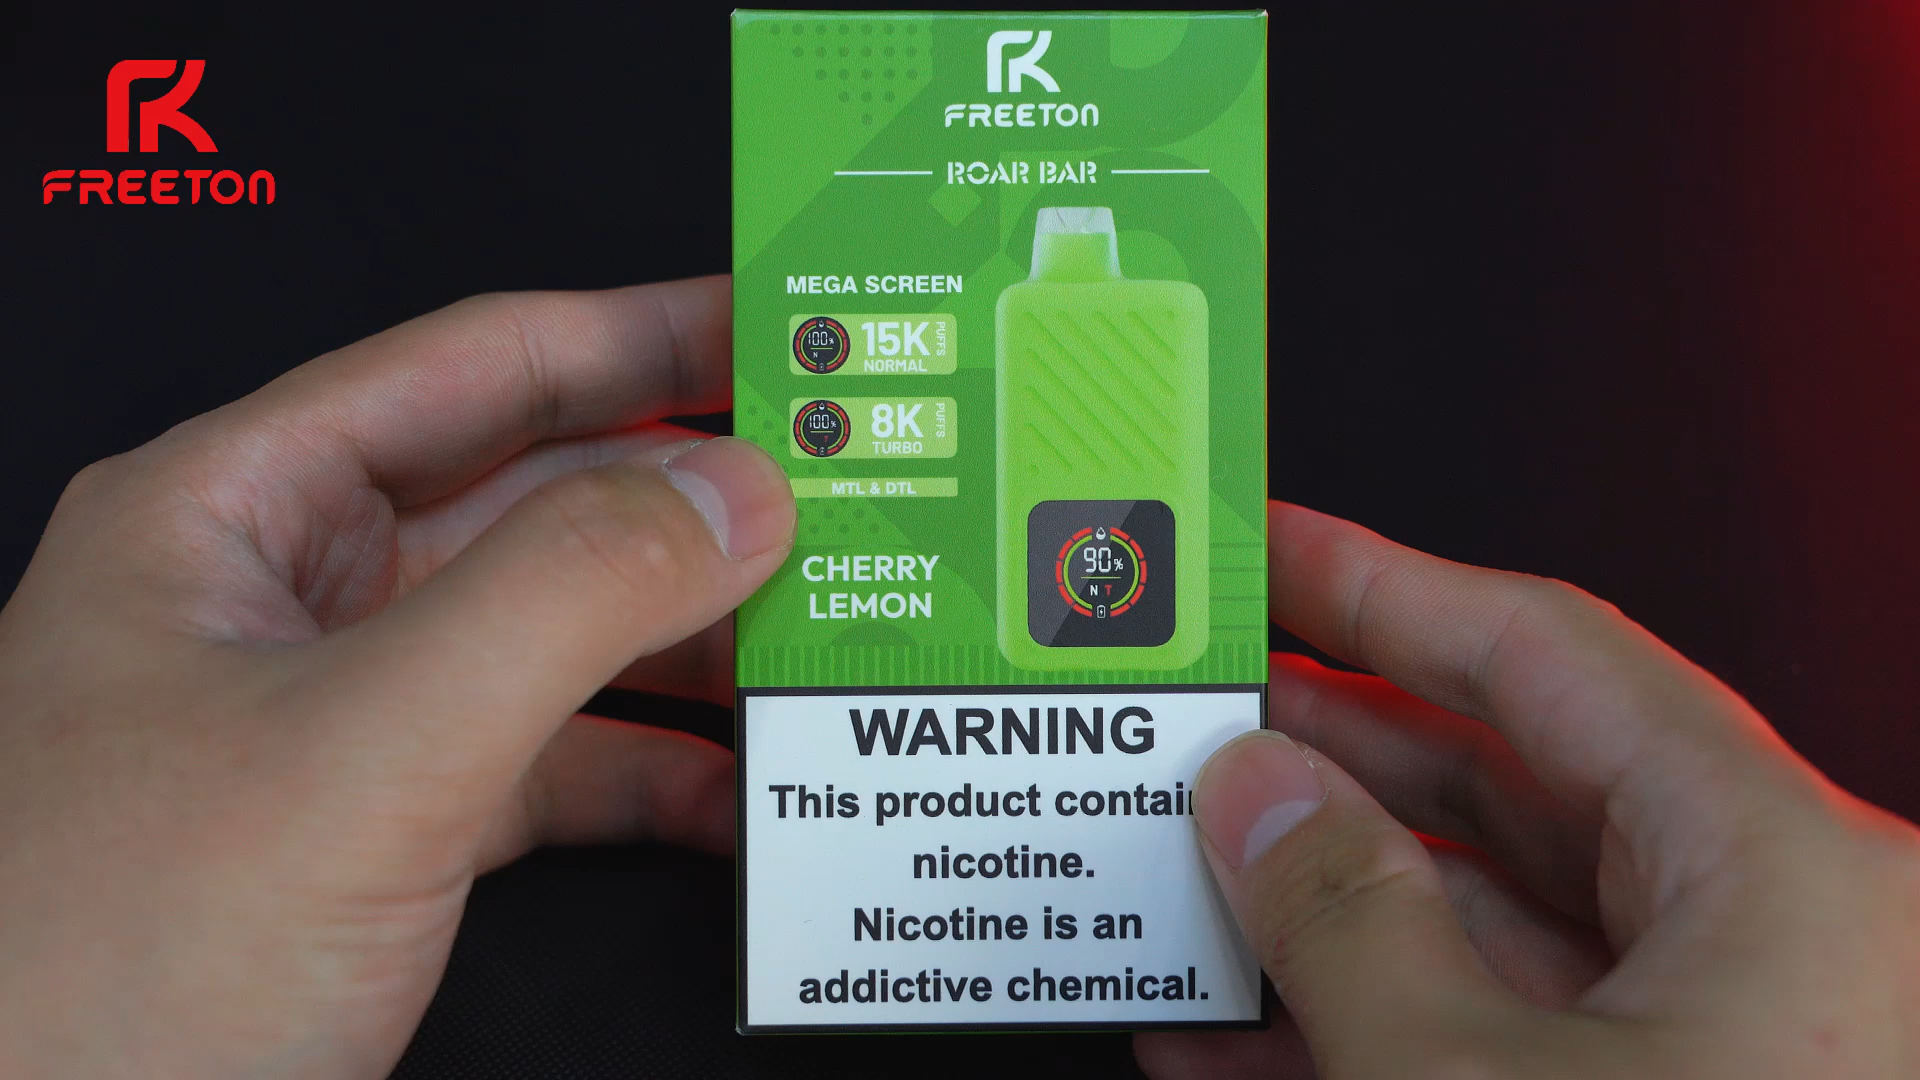 FREETON
FREETON
ROAR BAR
MEGA SCREEN
100%
N
15K
PUFFS
NORMAL
100%
T
8K
PUFFS
TURBO
MTL & DTL
90%
N T
CHERRY
LEMON
WARNING
This product contai
nicotine.
Nicotine is an
addictive chemical.